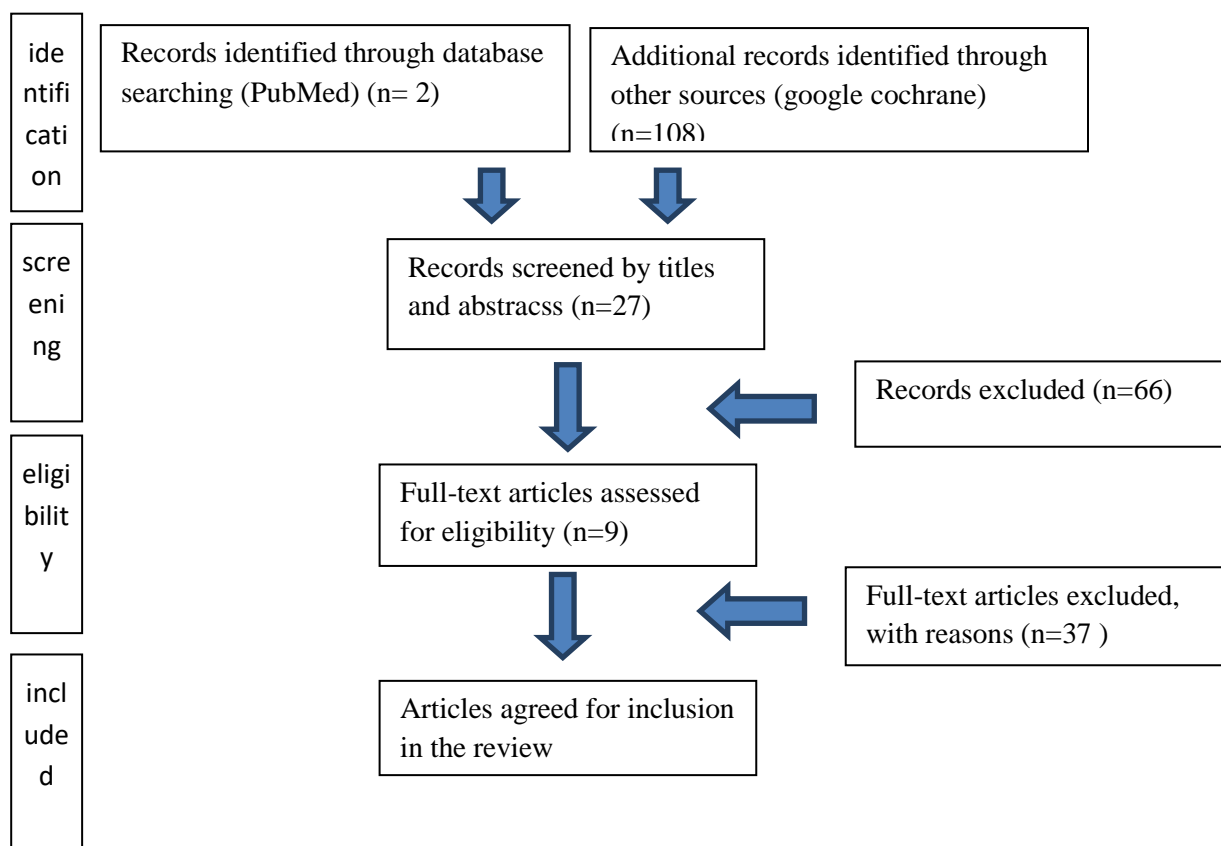 ide
ntifi
cati
on
Records identified through database
searching (PubMed) (n= 2)
Additional records identified through
other sources (google cochrane)
(n=108)
scre
eni
ng
Records screened by titles
and abstracss (n=27)
Records excluded (n=66)
eligi
bilit
y
Full-text articles assessed
for eligibility (n=9)
Full-text articles excluded,
with reasons (n=37 )
incl
ude
d
Articles agreed for inclusion
in the review